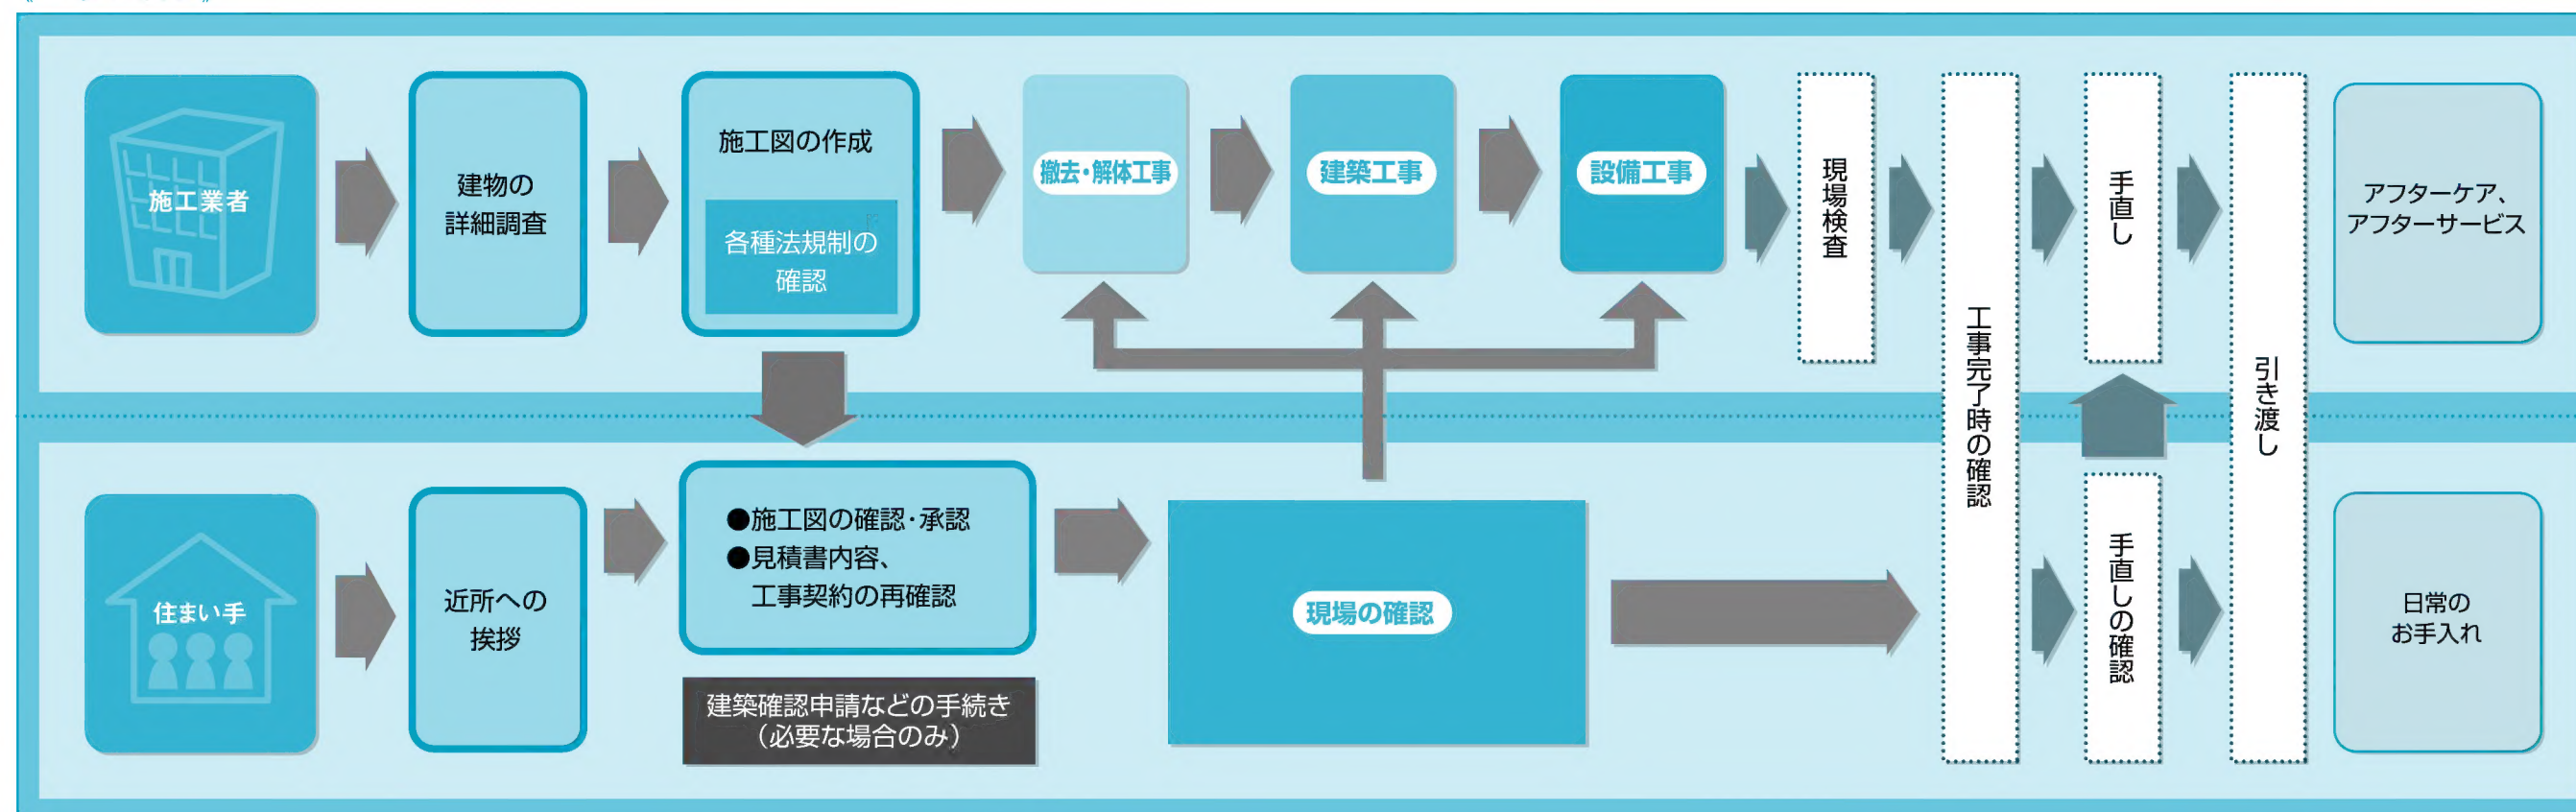 施工業者
建物の
詳細調査
施工図の作成
各種法規制の
確認
撤去・解体工事
建築工事
設備工事
現場検査
工事完了時の確認
手直し
引き渡し
アフターケア、
アフターサービス
住まい手
近所への
挨拶
●施工図の確認・承認
●見積書内容、
工事契約の再確認
建築確認申請などの手続き
（必要な場合のみ）
現場の確認
手直しの確認
日常の
お手入れ